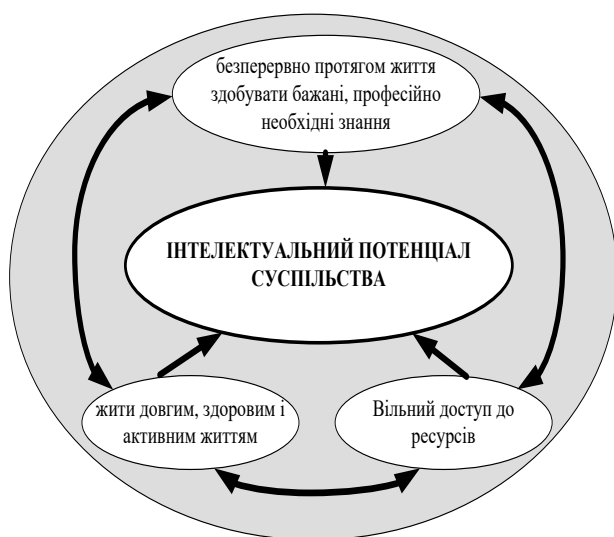 безперервно протягом життя
здобувати бажані, професійно
необхідні знання
ІНТЕЛЕКТУАЛЬНИЙ ПОТЕНЦІАЛ
СУСПІЛЬСТВА
жити довгим, здоровим і
активним життям
Вільний доступ до
ресурсів